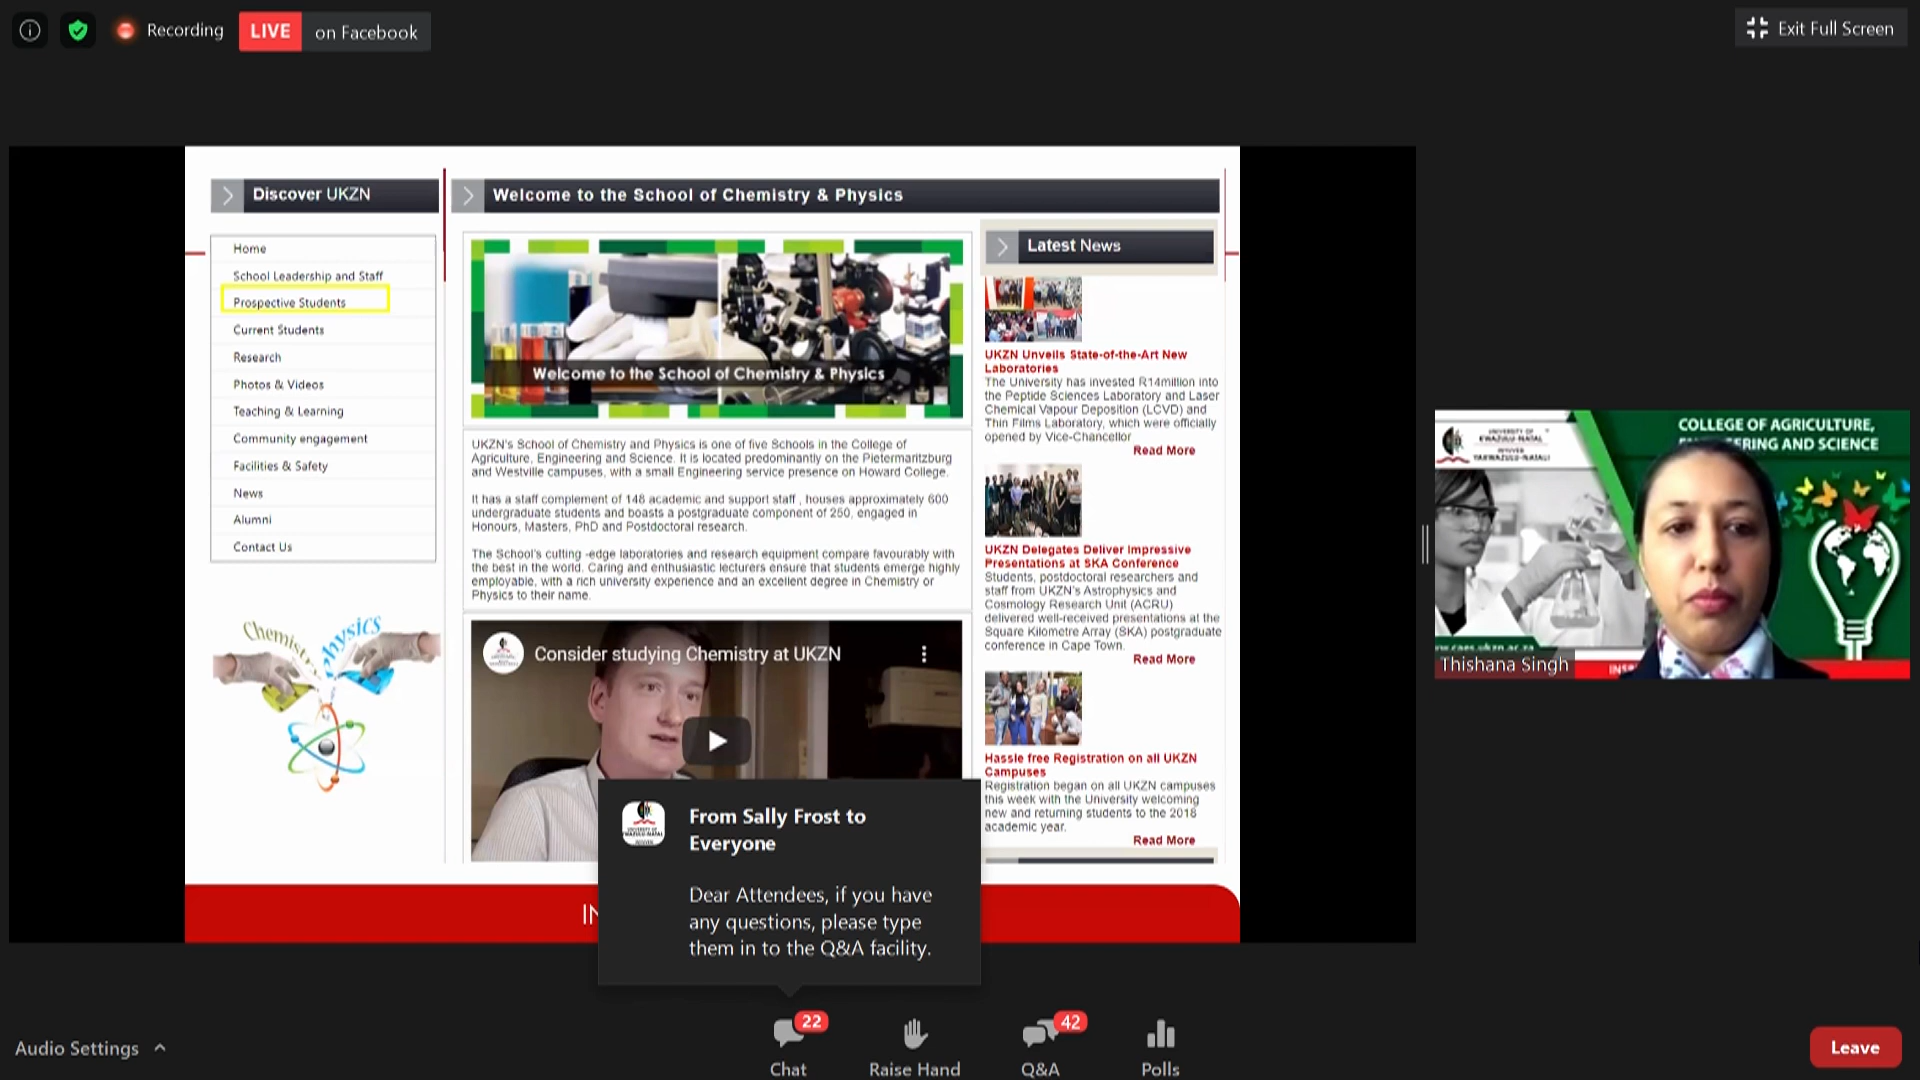 Recording
LIVE
on Facebook
Exit Full Screen
Discover UKZN
Home
School Leadership and Staff
Prospective Students
Current Students
Research
Photos & Videos
Teaching & Learning
Community engagement
Facilities & Safety
News
Alumni
Contact Us
Chemistry
Physics
Welcome to the School of Chemistry & Physics
Welcome to the School of Chemistry & Physics
UKZN's School of Chemistry and Physics is one of five Schools in the College of
Agriculture, Engineering and Science. It is located predominantly on the Pietermaritzburg
and Westville campuses, with a small Engineering service presence on Howard College.
It has a staff complement of 148 academic and support staff , houses approximately 600
undergraduate students and boasts a postgraduate component of 250, engaged in
Honours, Masters, PhD and Postdoctoral research.
The School's cutting -edge laboratories and research equipment compare favourably with
the best in the world. Caring and enthusiastic lecturers ensure that students emerge highly
employable, with a rich university experience and an excellent degree in Chemistry or
Physics to their name.
Consider studying Chemistry at UKZN
Latest News
UKZN Unveils State-of-the-Art New
Laboratories
The University has invested R14million into
the Peptide Sciences Laboratory and Laser
Chemical Vapour Deposition (LCVD) and
Thin Films Laboratory, which were officially
opened by Vice-Chancellor
Read More
UKZN Delegates Deliver Impressive
Presentations at SKA Conference
Students, postdoctoral researchers and
staff from UKZN's Astrophysics and
Cosmology Research Unit (ACRU)
delivered well-received presentations at the
Square Kilometre Array (SKA) postgraduate
conference in Cape Town.
Read More
Hassle free Registration on all UKZN
Campuses
Registration began on all UKZN campuses
this week with the University welcoming
new and returning students to the 2018
academic year.
Read More
IN
From Sally Frost to
Everyone
Dear Attendees, if you have
any questions, please type
them in to the Q&A facility.
UNIVERSITY OF
KWAZULU-NATAL
INYUVESI
YAKWAZULU-NATALI
COLLEGE OF AGRICULTURE,
ENGINEERING AND SCIENCE
Thishana Singh
INS
Audio Settings
22
Chat
Raise Hand
42
Q&A
Polls
Leave